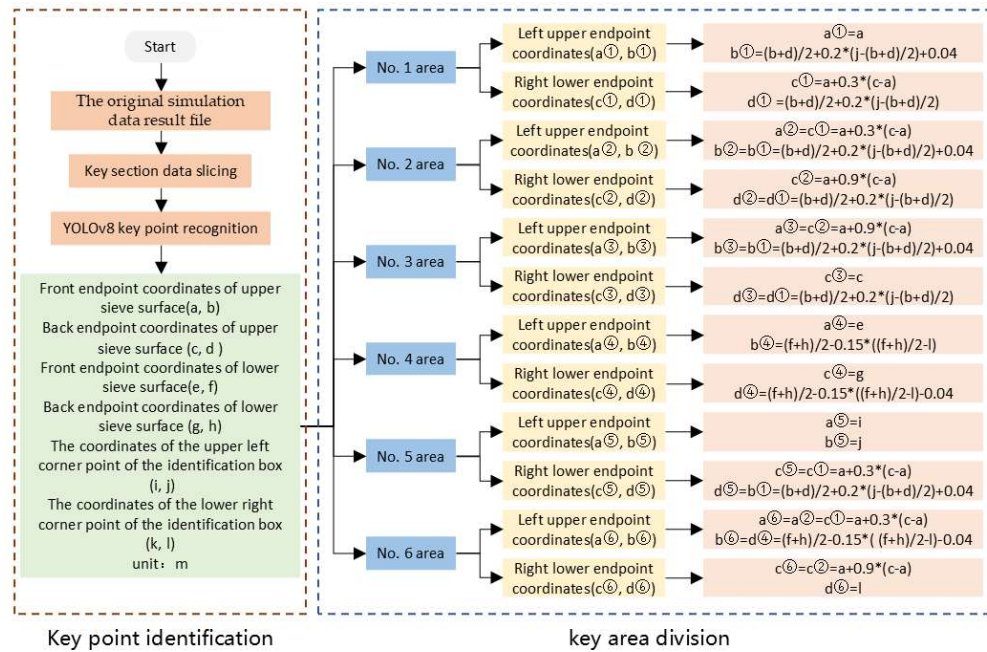 Start
The original simulation
data result file
Key section data slicing
YOLOv8 key point recognition
Front endpoint coordinates of upper
sieve surface(a, b)
Back endpoint coordinates of upper
sieve surface (c, d )
Front endpoint coordinates of lower
sieve surface(e, f)
Back endpoint coordinates of lower
sieve surface (g, h)
The coordinates of the upper left
corner point of the identification box
(i, j)
The coordinates of the lower right
corner point of the identification box
(k, l)
unit：m
Key point identification
No. 1 area
Left upper endpoint
coordinates(a①, b①)
a①=a
b①=(b+d)/2+0.2*(j-(b+d)/2)+0.04
Right lower endpoint
coordinates(c①, d①)
c①=a+0.3*(c-a)
d① =(b+d)/2+0.2*(j-(b+d)/2)
No. 2 area
Left upper endpoint
coordinates(a②, b ②)
a②=c①=a+0.3*(c-a)
b②=b①=(b+d)/2+0.2*(j-(b+d)/2)+0.04
Right lower endpoint
coordinates(c②, d②)
c②=a+0.9*(c-a)
d②=d①=(b+d)/2+0.2*(j-(b+d)/2)
No. 3 area
Left upper endpoint
coordinates(a③, b③)
a③=c②=a+0.9*(c-a)
b③=b①=(b+d)/2+0.2*(j-(b+d)/2)+0.04
Right lower endpoint
coordinates(c③, d③)
c③=c
d③=d①=(b+d)/2+0.2*(j-(b+d)/2)
No. 4 area
Left upper endpoint
coordinates(a④, b④)
a④=e
b④=(f+h)/2-0.15*((f+h)/2-l)
Right lower endpoint
coordinates(c④, d④)
c④=g
d④=(f+h)/2-0.15*((f+h)/2-l)-0.04
No. 5 area
Left upper endpoint
coordinates(a⑤, b⑤)
a⑤=i
b⑤=j
Right lower endpoint
coordinates(c⑤, d⑤)
c⑤=c①=a+0.3*(c-a)
d⑤=b①=(b+d)/2+0.2*(j-(b+d)/2)+0.04
No. 6 area
Left upper endpoint
coordinates(a⑥, b⑥)
a⑥=a②=c①=a+0.3*(c-a)
b⑥=d④=(f+h)/2-0.15*( (f+h)/2-l)-0.04
Right lower endpoint
coordinates(c⑥, d⑥)
c⑥=c②=a+0.9*(c-a)
d⑥=l
key area division